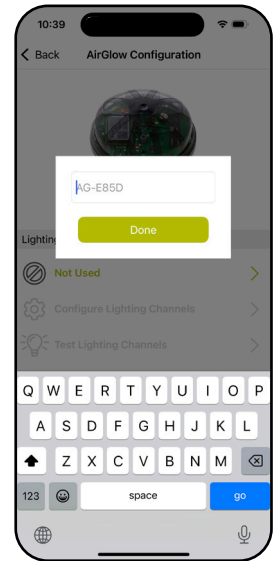 10:39
Back AirGlow Configuration
AG-E85D
Done
Lighting
Not Used
Configure Lighting Channels
Test Lighting Channels
Q W E R T Y U I O P
A S D F G H J K L
Z X C V B N M
123 space go